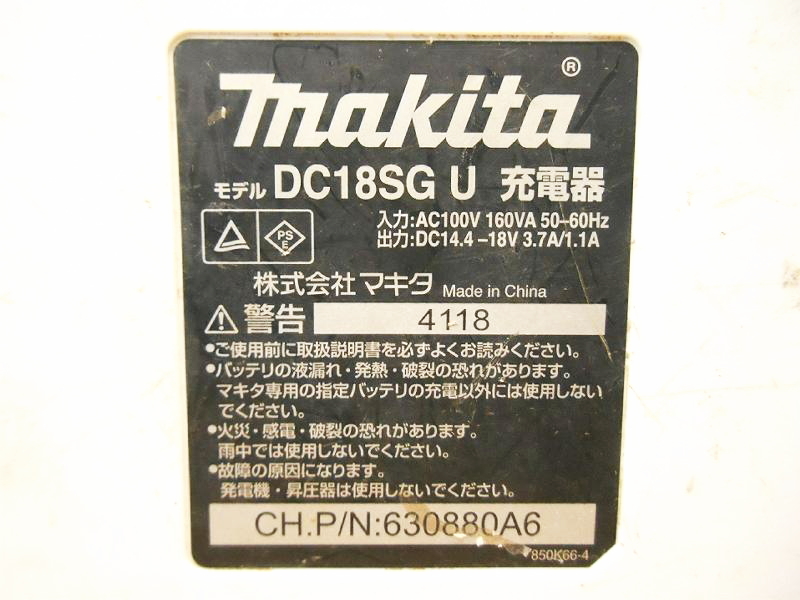 makita®
モデル DC18SG U 充電器
入力:AC100V 160VA 50-60Hz
出力:DC14.4-18V 3.7A/1.1A
PS
E
株式会社 マキタ Made in China
警告 4118
•ご使用前に取扱説明書を必ずよくお読みください。
•バッテリの液漏れ・発熱・破裂の恐れがあります。
マキタ専用の指定バッテリの充電以外には使用しない
でください。
•火災・感電・破裂の恐れがあります。
雨中では使用しないでください。
•故障の原因になります。
発電機・昇圧器は使用しないでください。
CH.P/N:630880A6
850K66-4